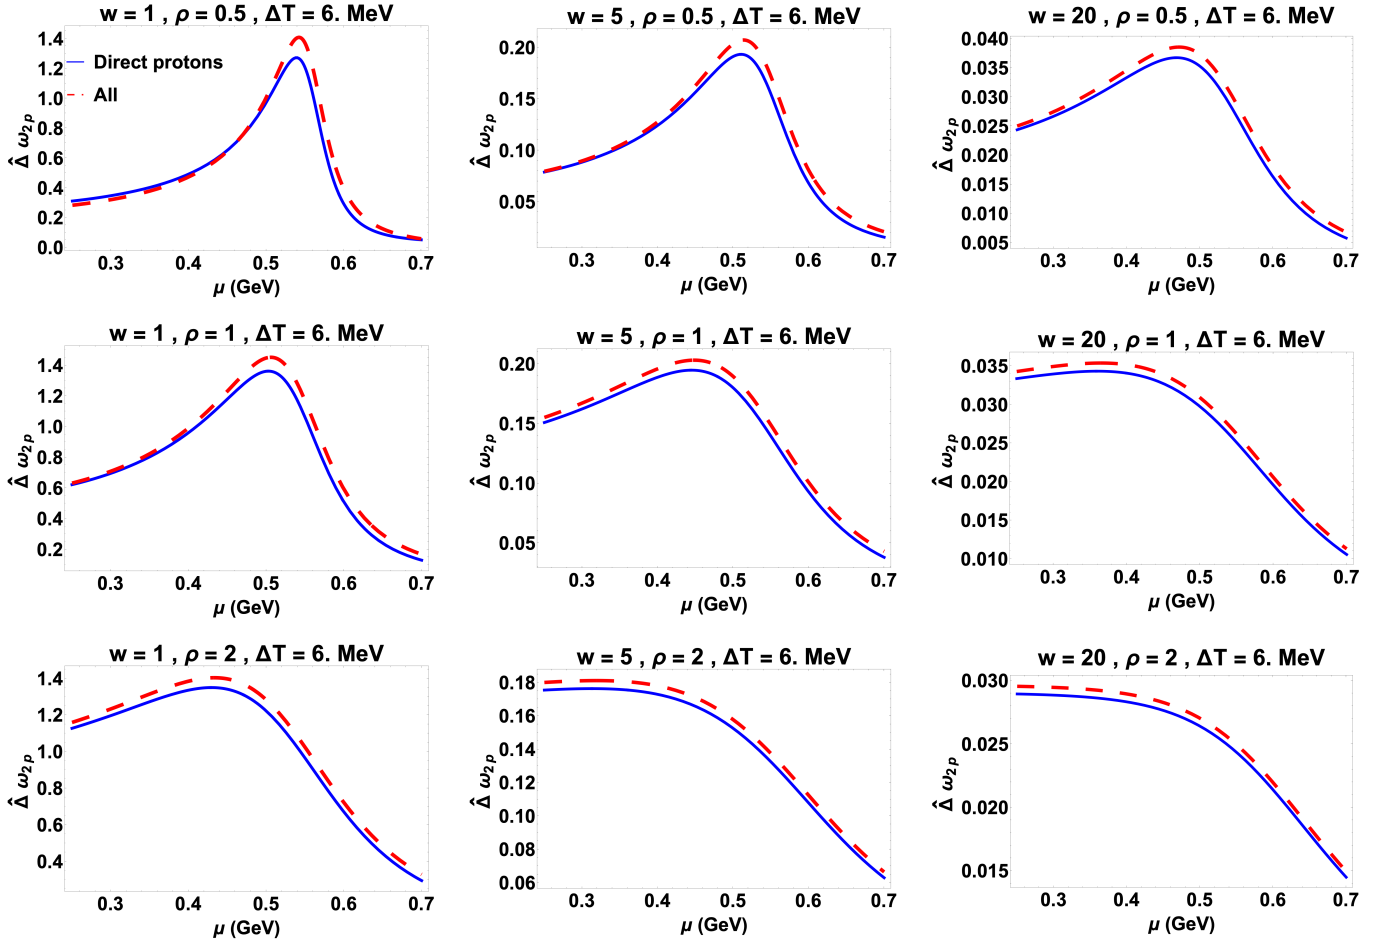 w = 1 , ρ = 0.5 , ΔT = 6. MeV
Direct protons
All
1.4
1.2
1.0
0.8
0.6
0.4
0.2
0.0
Δ̂ ω2p
0.3 0.4 0.5 0.6 0.7
μ (GeV)
w = 5 , ρ = 0.5 , ΔT = 6. MeV
0.20
0.15
0.10
0.05
Δ̂ ω2p
0.3 0.4 0.5 0.6 0.7
μ (GeV)
w = 20 , ρ = 0.5 , ΔT = 6. MeV
0.040
0.035
0.030
0.025
0.020
0.015
0.010
0.005
Δ̂ ω2p
0.3 0.4 0.5 0.6 0.7
μ (GeV)
w = 1 , ρ = 1 , ΔT = 6. MeV
1.4
1.2
1.0
0.8
0.6
0.4
0.2
Δ̂ ω2p
0.3 0.4 0.5 0.6 0.7
μ (GeV)
w = 5 , ρ = 1 , ΔT = 6. MeV
0.20
0.15
0.10
0.05
Δ̂ ω2p
0.3 0.4 0.5 0.6 0.7
μ (GeV)
w = 20 , ρ = 1 , ΔT = 6. MeV
0.035
0.030
0.025
0.020
0.015
0.010
Δ̂ ω2p
0.3 0.4 0.5 0.6 0.7
μ (GeV)
w = 1 , ρ = 2 , ΔT = 6. MeV
1.4
1.2
1.0
0.8
0.6
0.4
Δ̂ ω2p
0.3 0.4 0.5 0.6 0.7
μ (GeV)
w = 5 , ρ = 2 , ΔT = 6. MeV
0.18
0.16
0.14
0.12
0.10
0.08
0.06
Δ̂ ω2p
0.3 0.4 0.5 0.6 0.7
μ (GeV)
w = 20 , ρ = 2 , ΔT = 6. MeV
0.030
0.025
0.020
0.015
Δ̂ ω2p
0.3 0.4 0.5 0.6 0.7
μ (GeV)